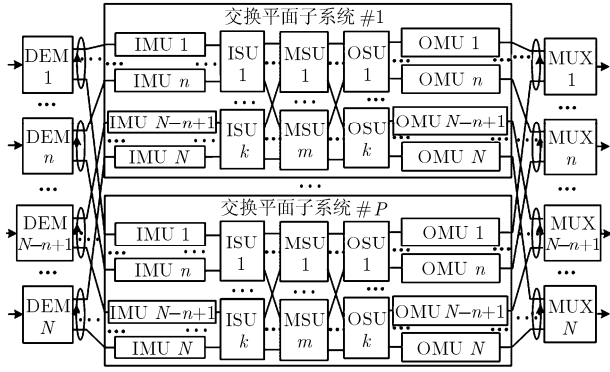 交换平面子系统 #1
DEM 1
IMU 1
ISU 1
MSU 1
OSU 1
OMU 1
MUX 1
IMU n
OMU n
...
DEM n
IMU N−n+1
ISU k
MSU m
OSU k
OMU N−n+1
MUX n
IMU N
OMU N
...
交换平面子系统 #P
DEM N−n+1
IMU 1
ISU 1
MSU 1
OSU 1
OMU 1
MUX N−n+1
IMU n
OMU n
...
DEM N
IMU N−n+1
ISU k
MSU m
OSU k
OMU N−n+1
MUX N
IMU N
OMU N